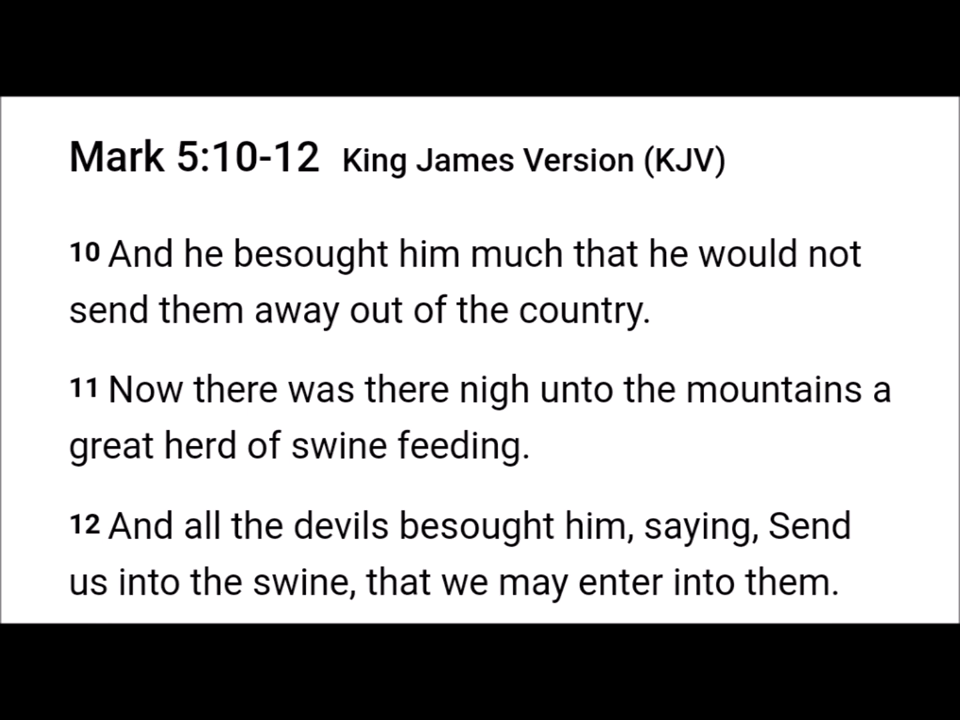 Mark 5:10-12 King James Version (KJV)
10 And he besought him much that he would not
send them away out of the country.
11 Now there was there nigh unto the mountains a
great herd of swine feeding.
12 And all the devils besought him, saying, Send
us into the swine, that we may enter into them.